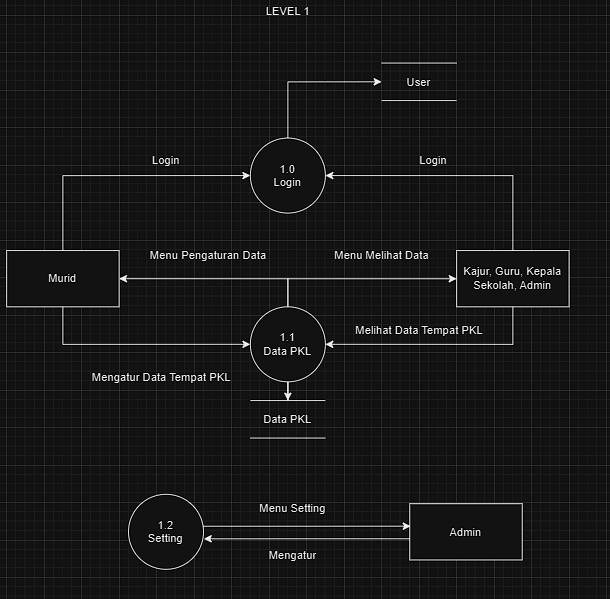 LEVEL 1
User
Login
1.0
Login
Login
Menu Pengaturan Data
Menu Melihat Data
Murid
Kajur, Guru, Kepala
Sekolah, Admin
1.1
Data PKL
Melihat Data Tempat PKL
Mengatur Data Tempat PKL
Data PKL
Menu Setting
1.2
Setting
Admin
Mengatur